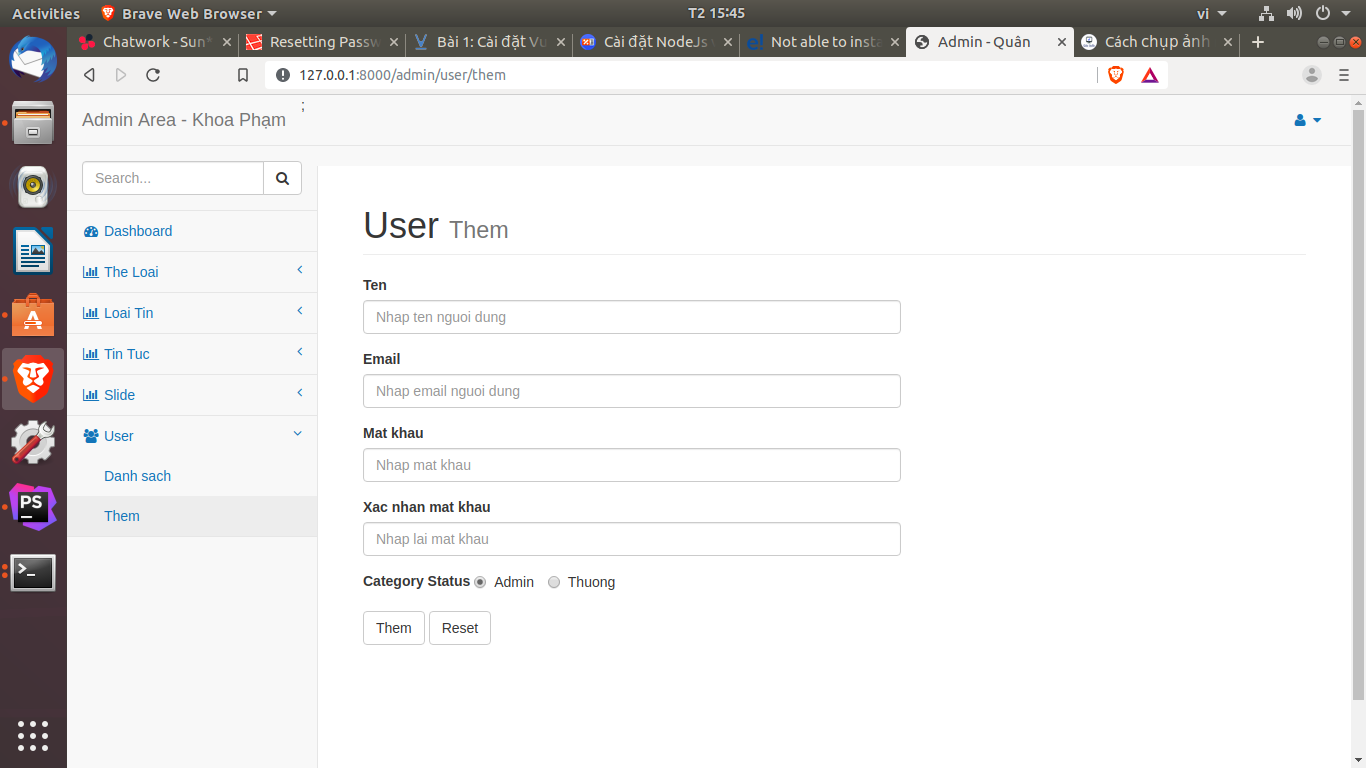 Activities Brave Web Browser T2 15:45 vi
Chatwork - Sun* Resetting Passw Bài 1: Cài đặt Vu Cài đặt NodeJs Not able to insta Admin - Quân Cách chụp ảnh
127.0.0.1:8000/admin/user/them
Admin Area - Khoa Phạm ;
Search...
Dashboard
The Loai
Loai Tin
Tin Tuc
Slide
User
Danh sach
Them
User Them
Ten
Nhap ten nguoi dung
Email
Nhap email nguoi dung
Mat khau
Nhap mat khau
Xac nhan mat khau
Nhap lai mat khau
Category Status Admin Thuong
Them Reset
PS